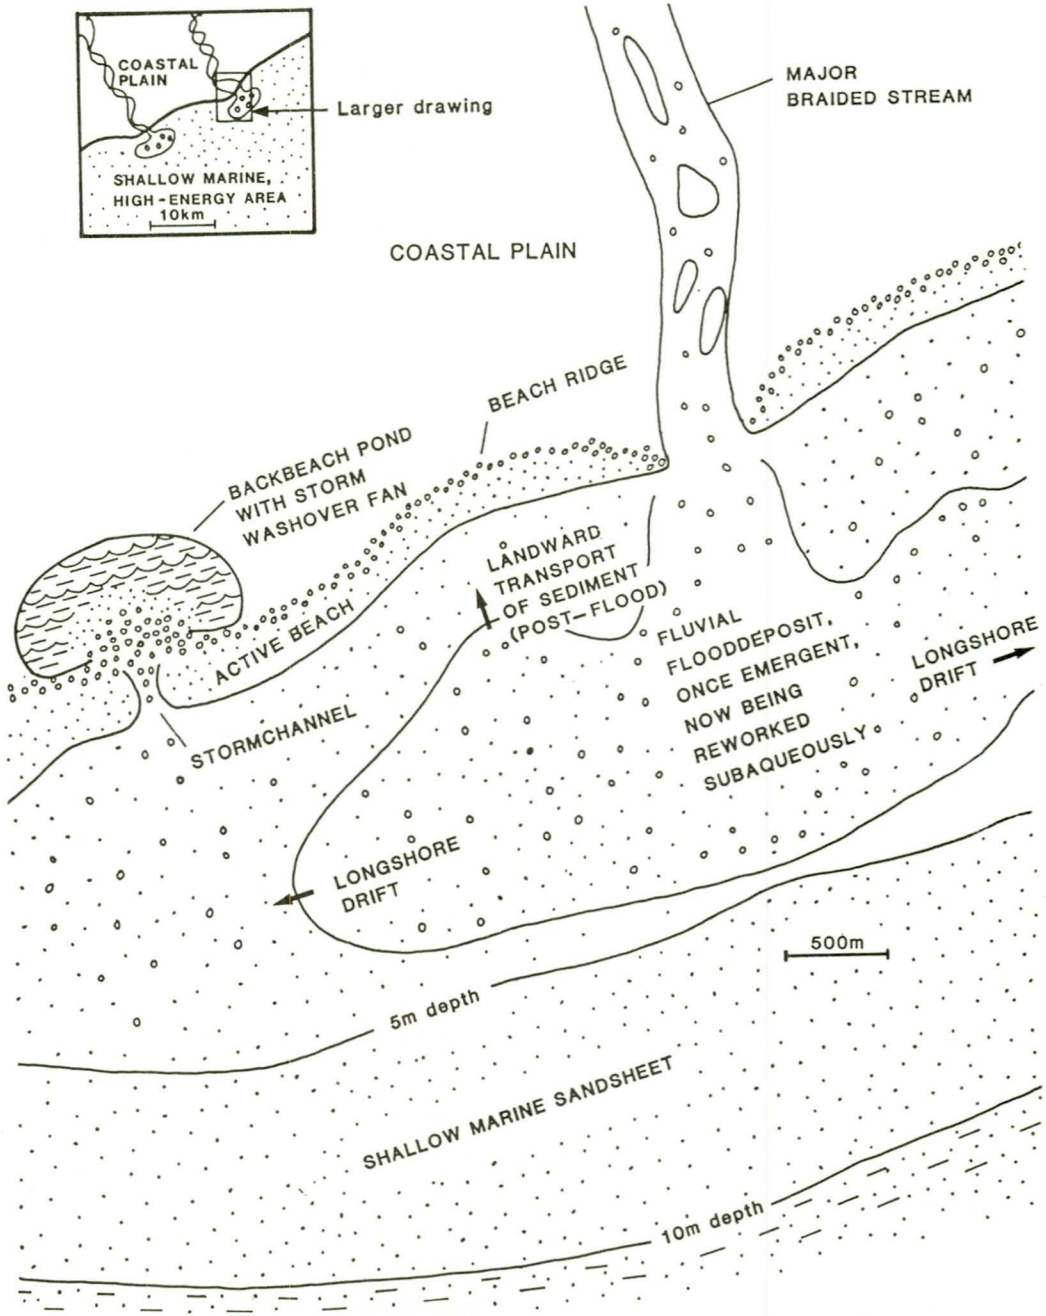 COASTAL
PLAIN
Larger drawing
SHALLOW MARINE,
HIGH-ENERGY AREA
10km
MAJOR
BRAIDED STREAM
COASTAL PLAIN
BEACH RIDGE
BACKBEACH POND
WITH STORM
WASHOVER FAN
LANDWARD
TRANSPORT
OF SEDIMENT
(POST-FLOOD)
ACTIVE BEACH
FLUVIAL
FLOODDEPOSIT,
ONCE EMERGENT,
NOW BEING
REWORKED
SUBAQUEOUSLY
LONGSHORE
DRIFT
STORMCHANNEL
LONGSHORE
DRIFT
500m
5m depth
SHALLOW MARINE SANDSHEET
10m depth